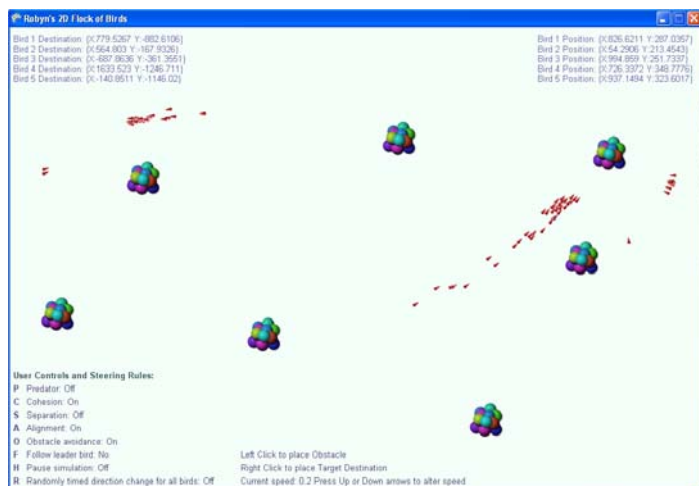 Robyn's 2D Flock of Birds
Bird 1 Destination: {X:779.5267 Y:-882.6106}
Bird 2 Destination: {X:564.803 Y:-167.9326}
Bird 3 Destination: {X:-687.8636 Y:-361.3551}
Bird 4 Destination: {X:1633.523 Y:-1246.711}
Bird 5 Destination: {X:-140.8511 Y:-1146.02}
Bird 1 Position: {X:826.6211 Y:287.0357}
Bird 2 Position: {X:54.2906 Y:213.4543}
Bird 3 Position: {X:994.859 Y:251.7337}
Bird 4 Position: {X:726.3372 Y:348.7776}
Bird 5 Position: {X:937.1494 Y:323.6017}
User Controls and Steering Rules:
P Predator: Off
C Cohesion: On
S Separation: Off
A Alignment: On
O Obstacle avoidance: On
F Follow leader bird: No
H Pause simulation: Off
R Randomly timed direction change for all birds: Off
Left Click to place Obstacle
Right Click to place Target Destination
Current speed: 0.2 Press Up or Down arrows to alter speed